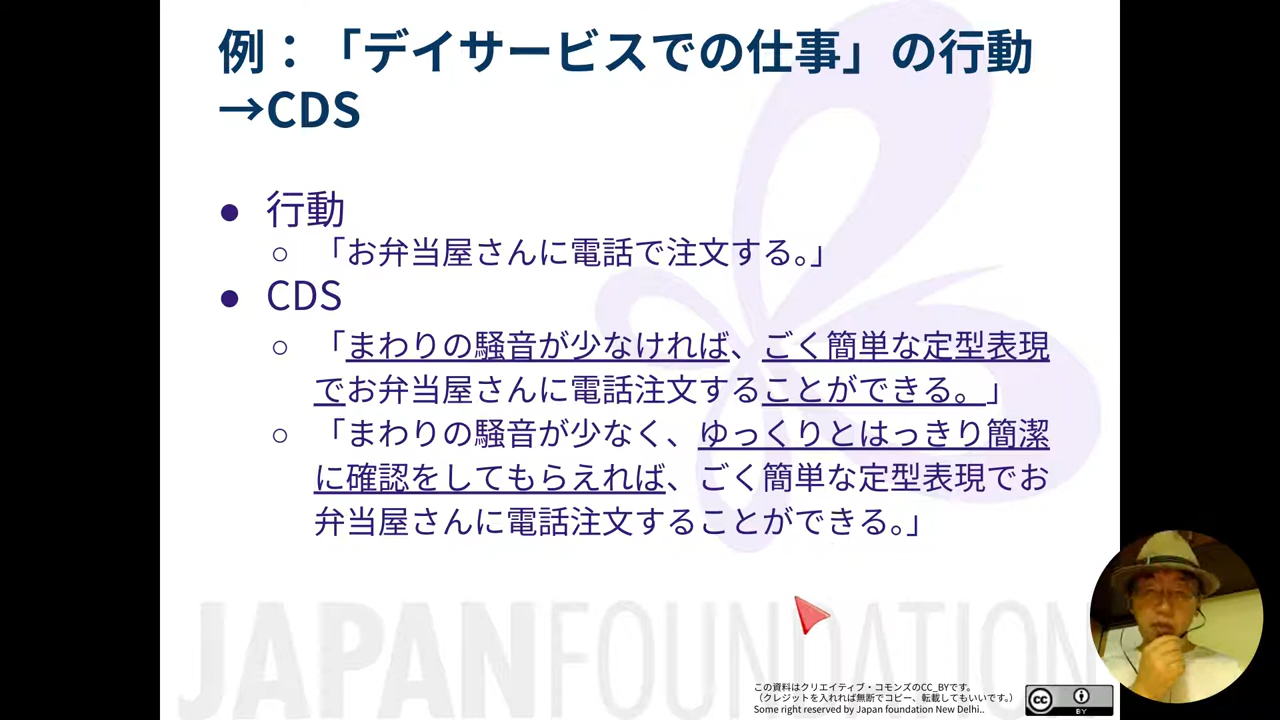 例：「デイサービスでの仕事」の行動
→CDS
● 行動
○ 「お弁当屋さんに電話で注文する。」
● CDS
○ 「まわりの騒音が少なければ、ごく簡単な定型表現
でお弁当屋さんに電話注文することができる。」
○ 「まわりの騒音が少なく、ゆっくりとはっきり簡潔
に確認をしてもらえれば、ごく簡単な定型表現でお
弁当屋さんに電話注文することができる。」
JAPANFOUNDATION
この資料はクリエイティブ・コモンズのCC_BYです。
（クレジットを入れれば無断でコピー、転載してもいいです。）
Some right reserved by Japan foundation New Delhi..
cc
BY